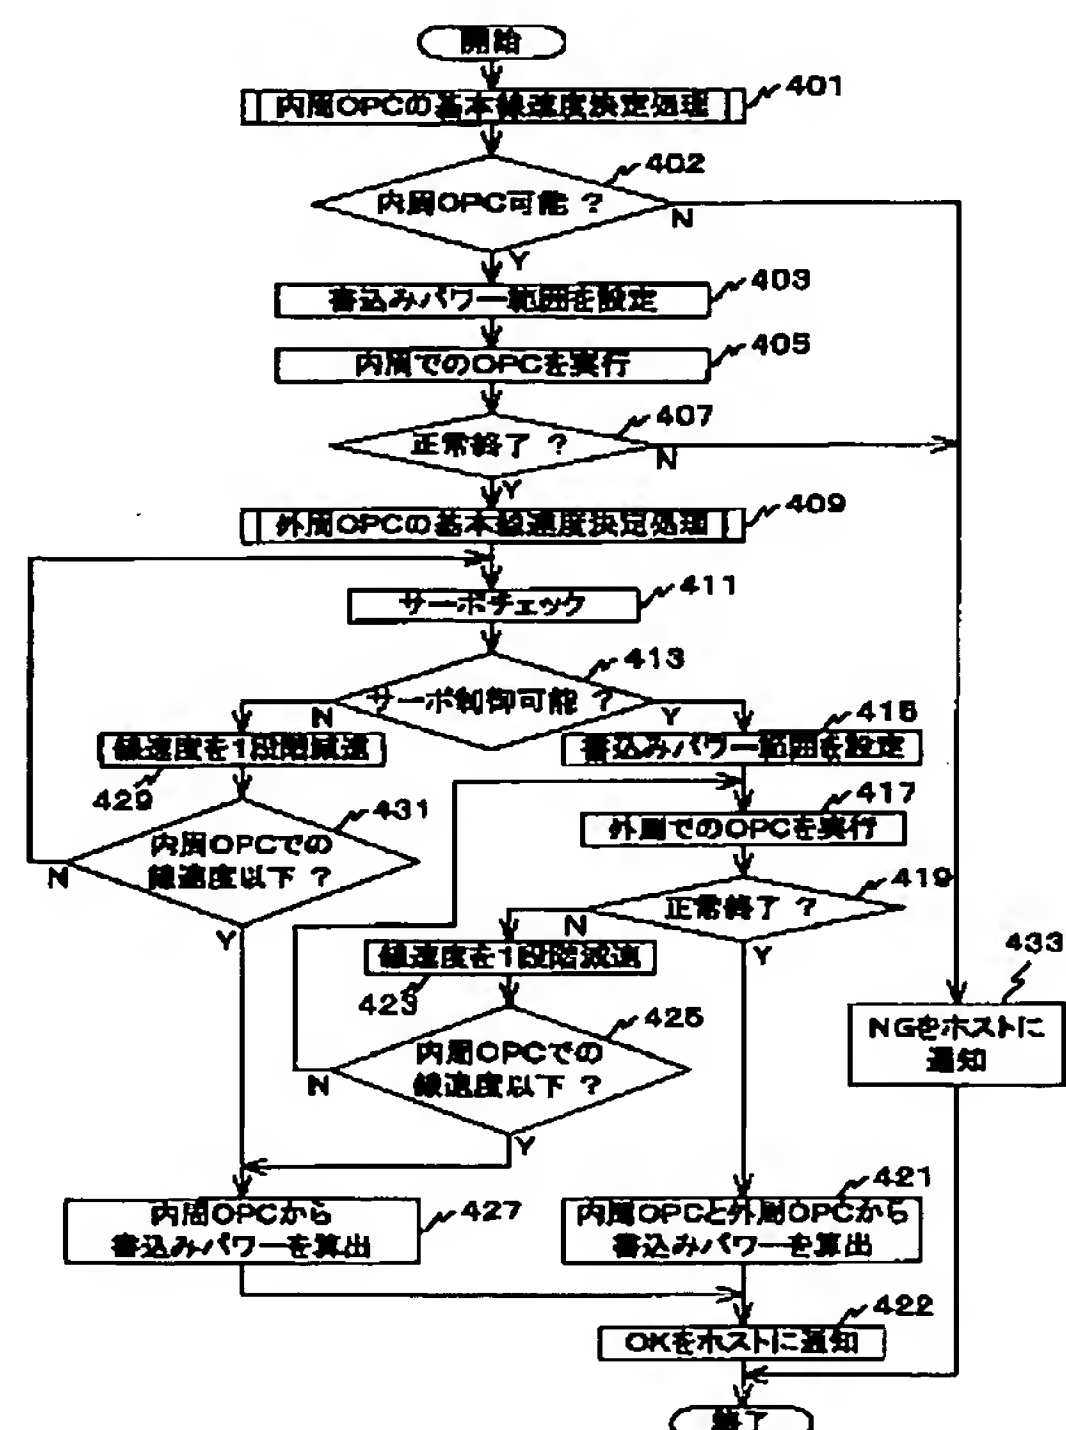 開始
内周OPCの基本線速度決定処理
401
402
内周OPC可能 ?
N
Y
書込みパワー範囲を設定
403
内周でのOPCを実行
405
正常終了 ?
407
N
Y
外周OPCの基本線速度決定処理
409
サーボチェック
411
サーボ制御可能 ?
413
N
Y
線速度を1段階減速
429
書込みパワー範囲を設定
415
内周OPCでの
線速度以下 ?
431
N
Y
外周でのOPCを実行
417
正常終了 ?
419
N
Y
線速度を1段階減速
423
内周OPCでの
線速度以下 ?
425
N
Y
NGをホストに
通知
433
内周OPCから
書込みパワーを算出
427
内周OPCと外周OPCから
書込みパワーを算出
421
OKをホストに通知
422
終了